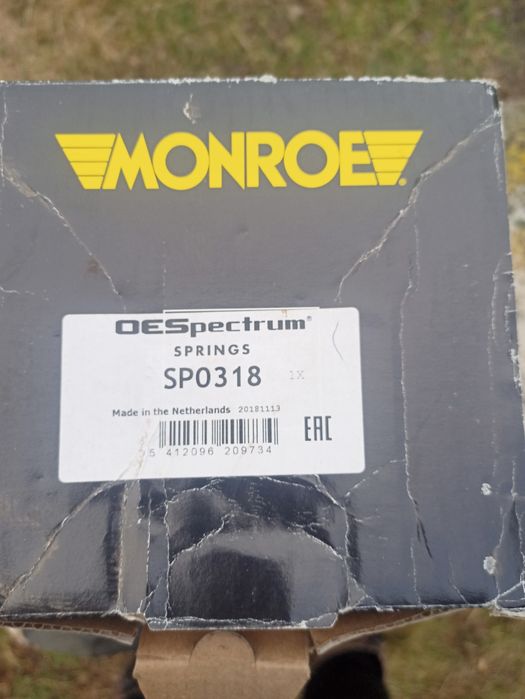 MONROE
OESpectrum®
SPRINGS
SP0318 1X
Made in the Netherlands 20181113
5 412096 209734
EAC